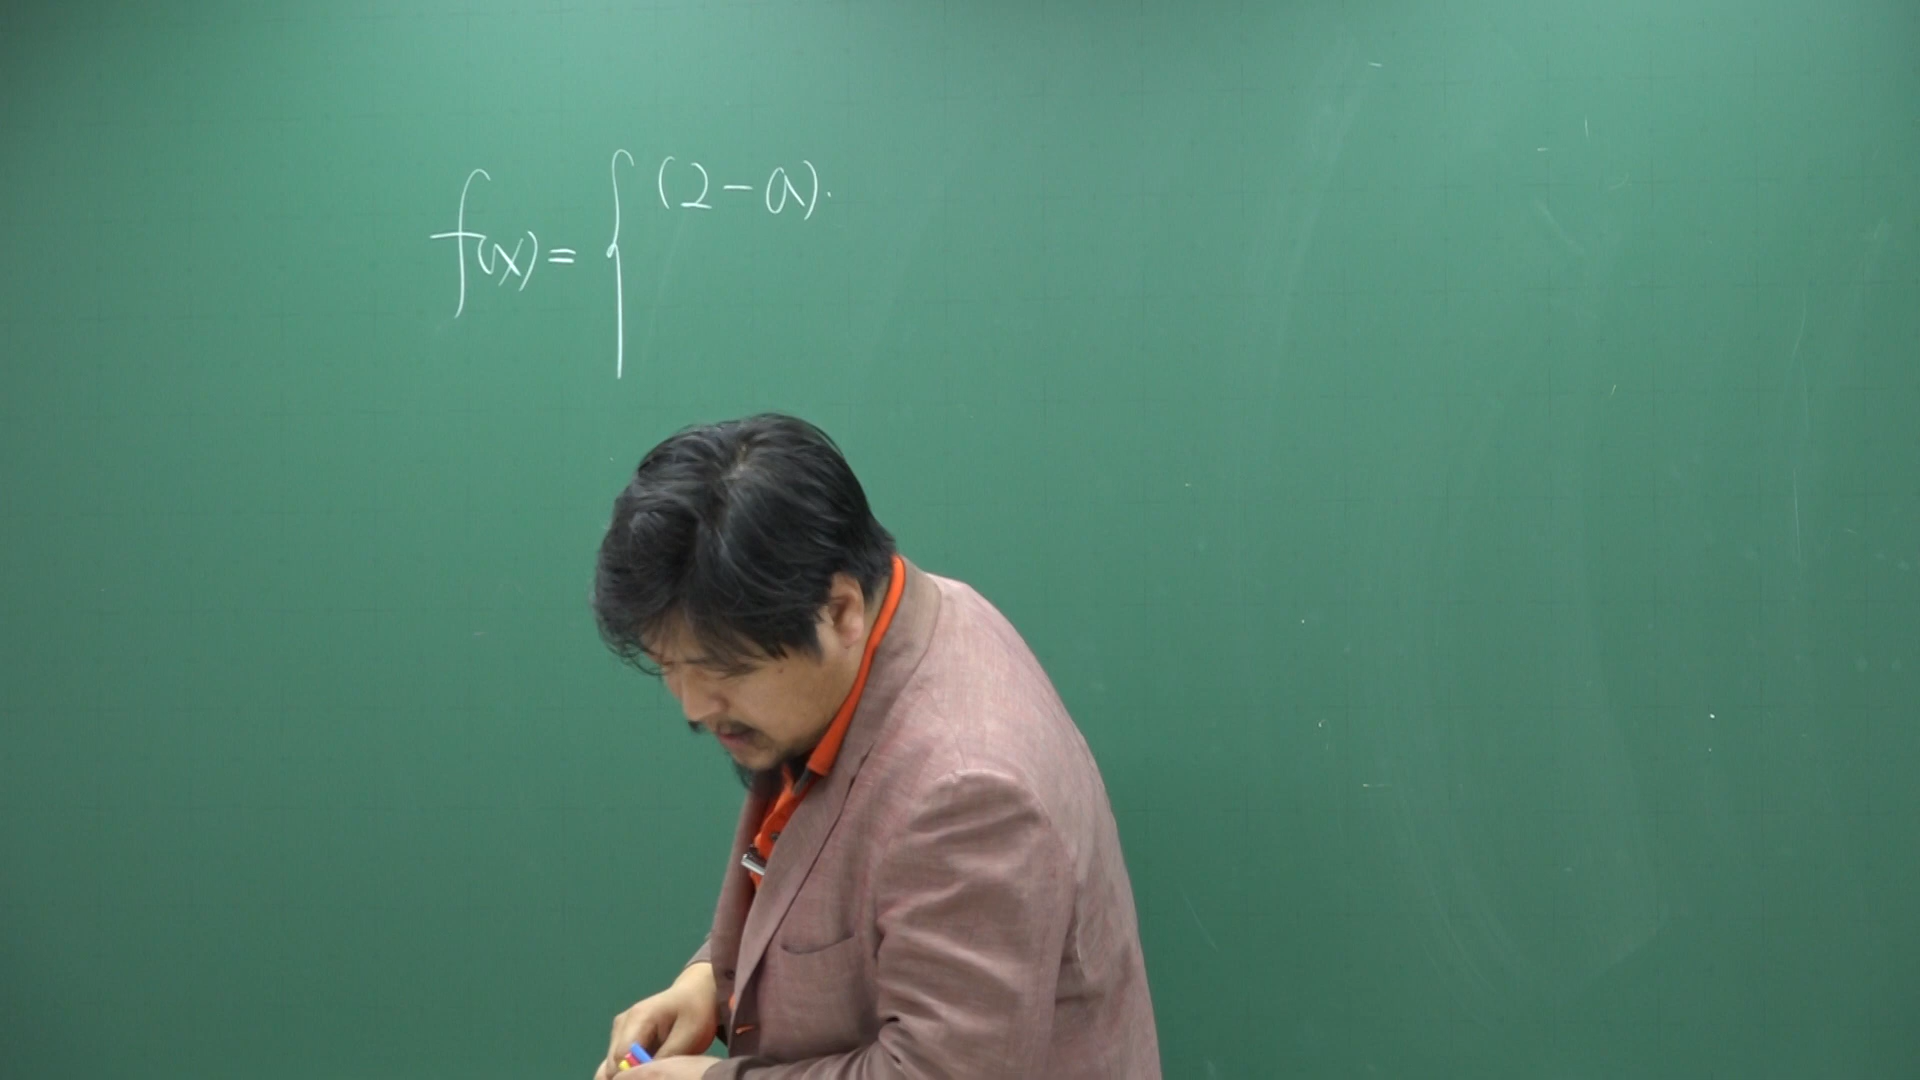 f(x) = { (2-a).